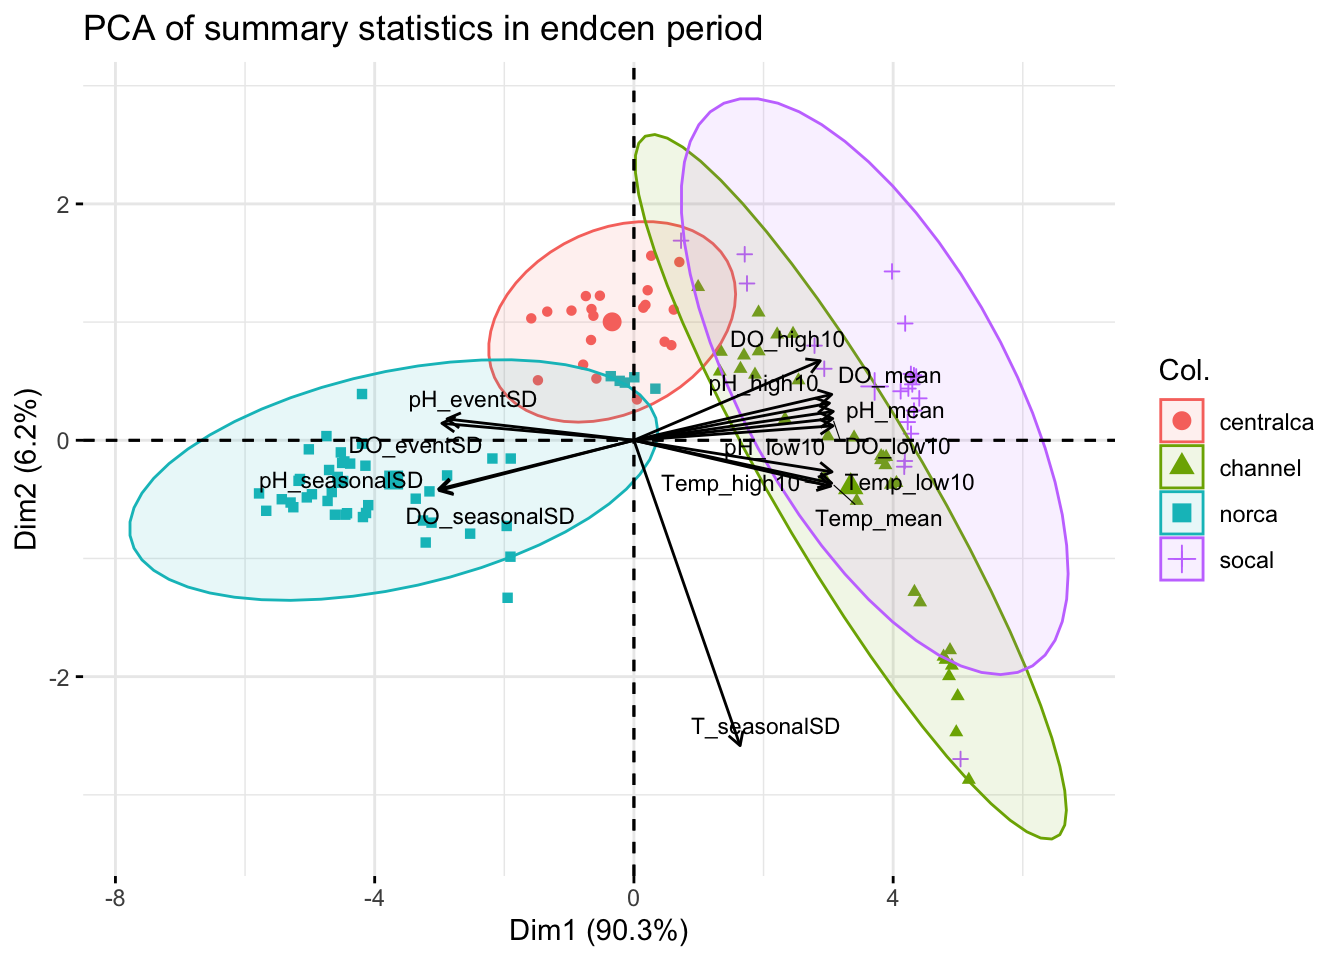 PCA of summary statistics in endcen period
Dim2 (6.2%)
2
0
-2
DO_high10
DO_mean
pH_high10
pH_eventSD
pH_mean
DO_eventSD
pH_low10
DO_low10
pH_seasonalSD
Temp_high10
Temp_low10
DO_seasonalSD
Temp_mean
T_seasonalSD
-8
-4
0
4
Dim1 (90.3%)
Col.
centralca
channel
norca
socal